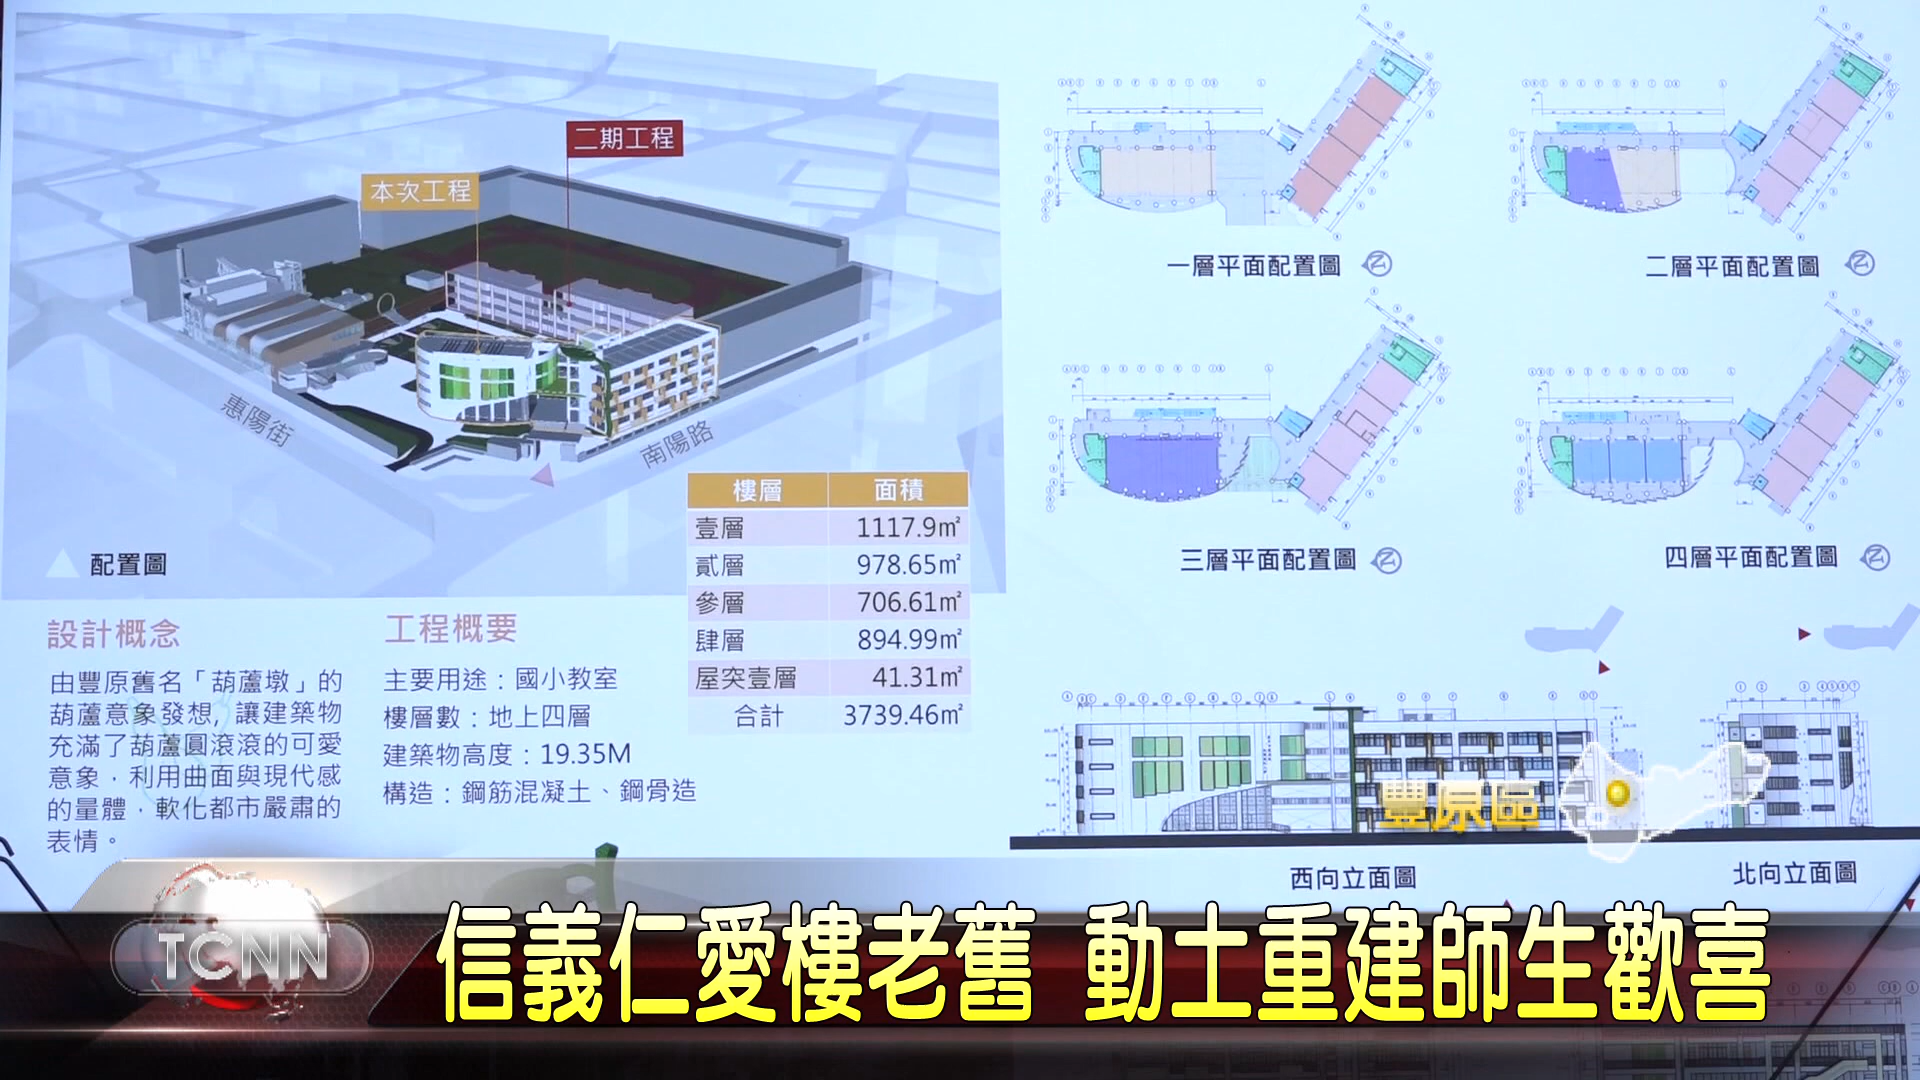 二期工程
本次工程
惠陽街
南陽路
配置圖
樓層 面積
壹層 1117.9㎡
貳層 978.65㎡
參層 706.61㎡
肆層 894.99㎡
屋突壹層 41.31㎡
合計 3739.46㎡
設計概念
由豐原舊名「葫蘆墩」的
葫蘆意象發想,讓建築物
充滿了葫蘆圓滾滾的可愛
意象,利用曲面與現代感
的量體,軟化都市嚴肅的
表情。
工程概要
主要用途：國小教室
樓層數：地上四層
建築物高度：19.35M
構造：鋼筋混凝土、鋼骨造
一層平面配置圖
二層平面配置圖
三層平面配置圖
四層平面配置圖
豐原區
西向立面圖
北向立面圖
TCNN
信義仁愛樓老舊 動土重建師生歡喜